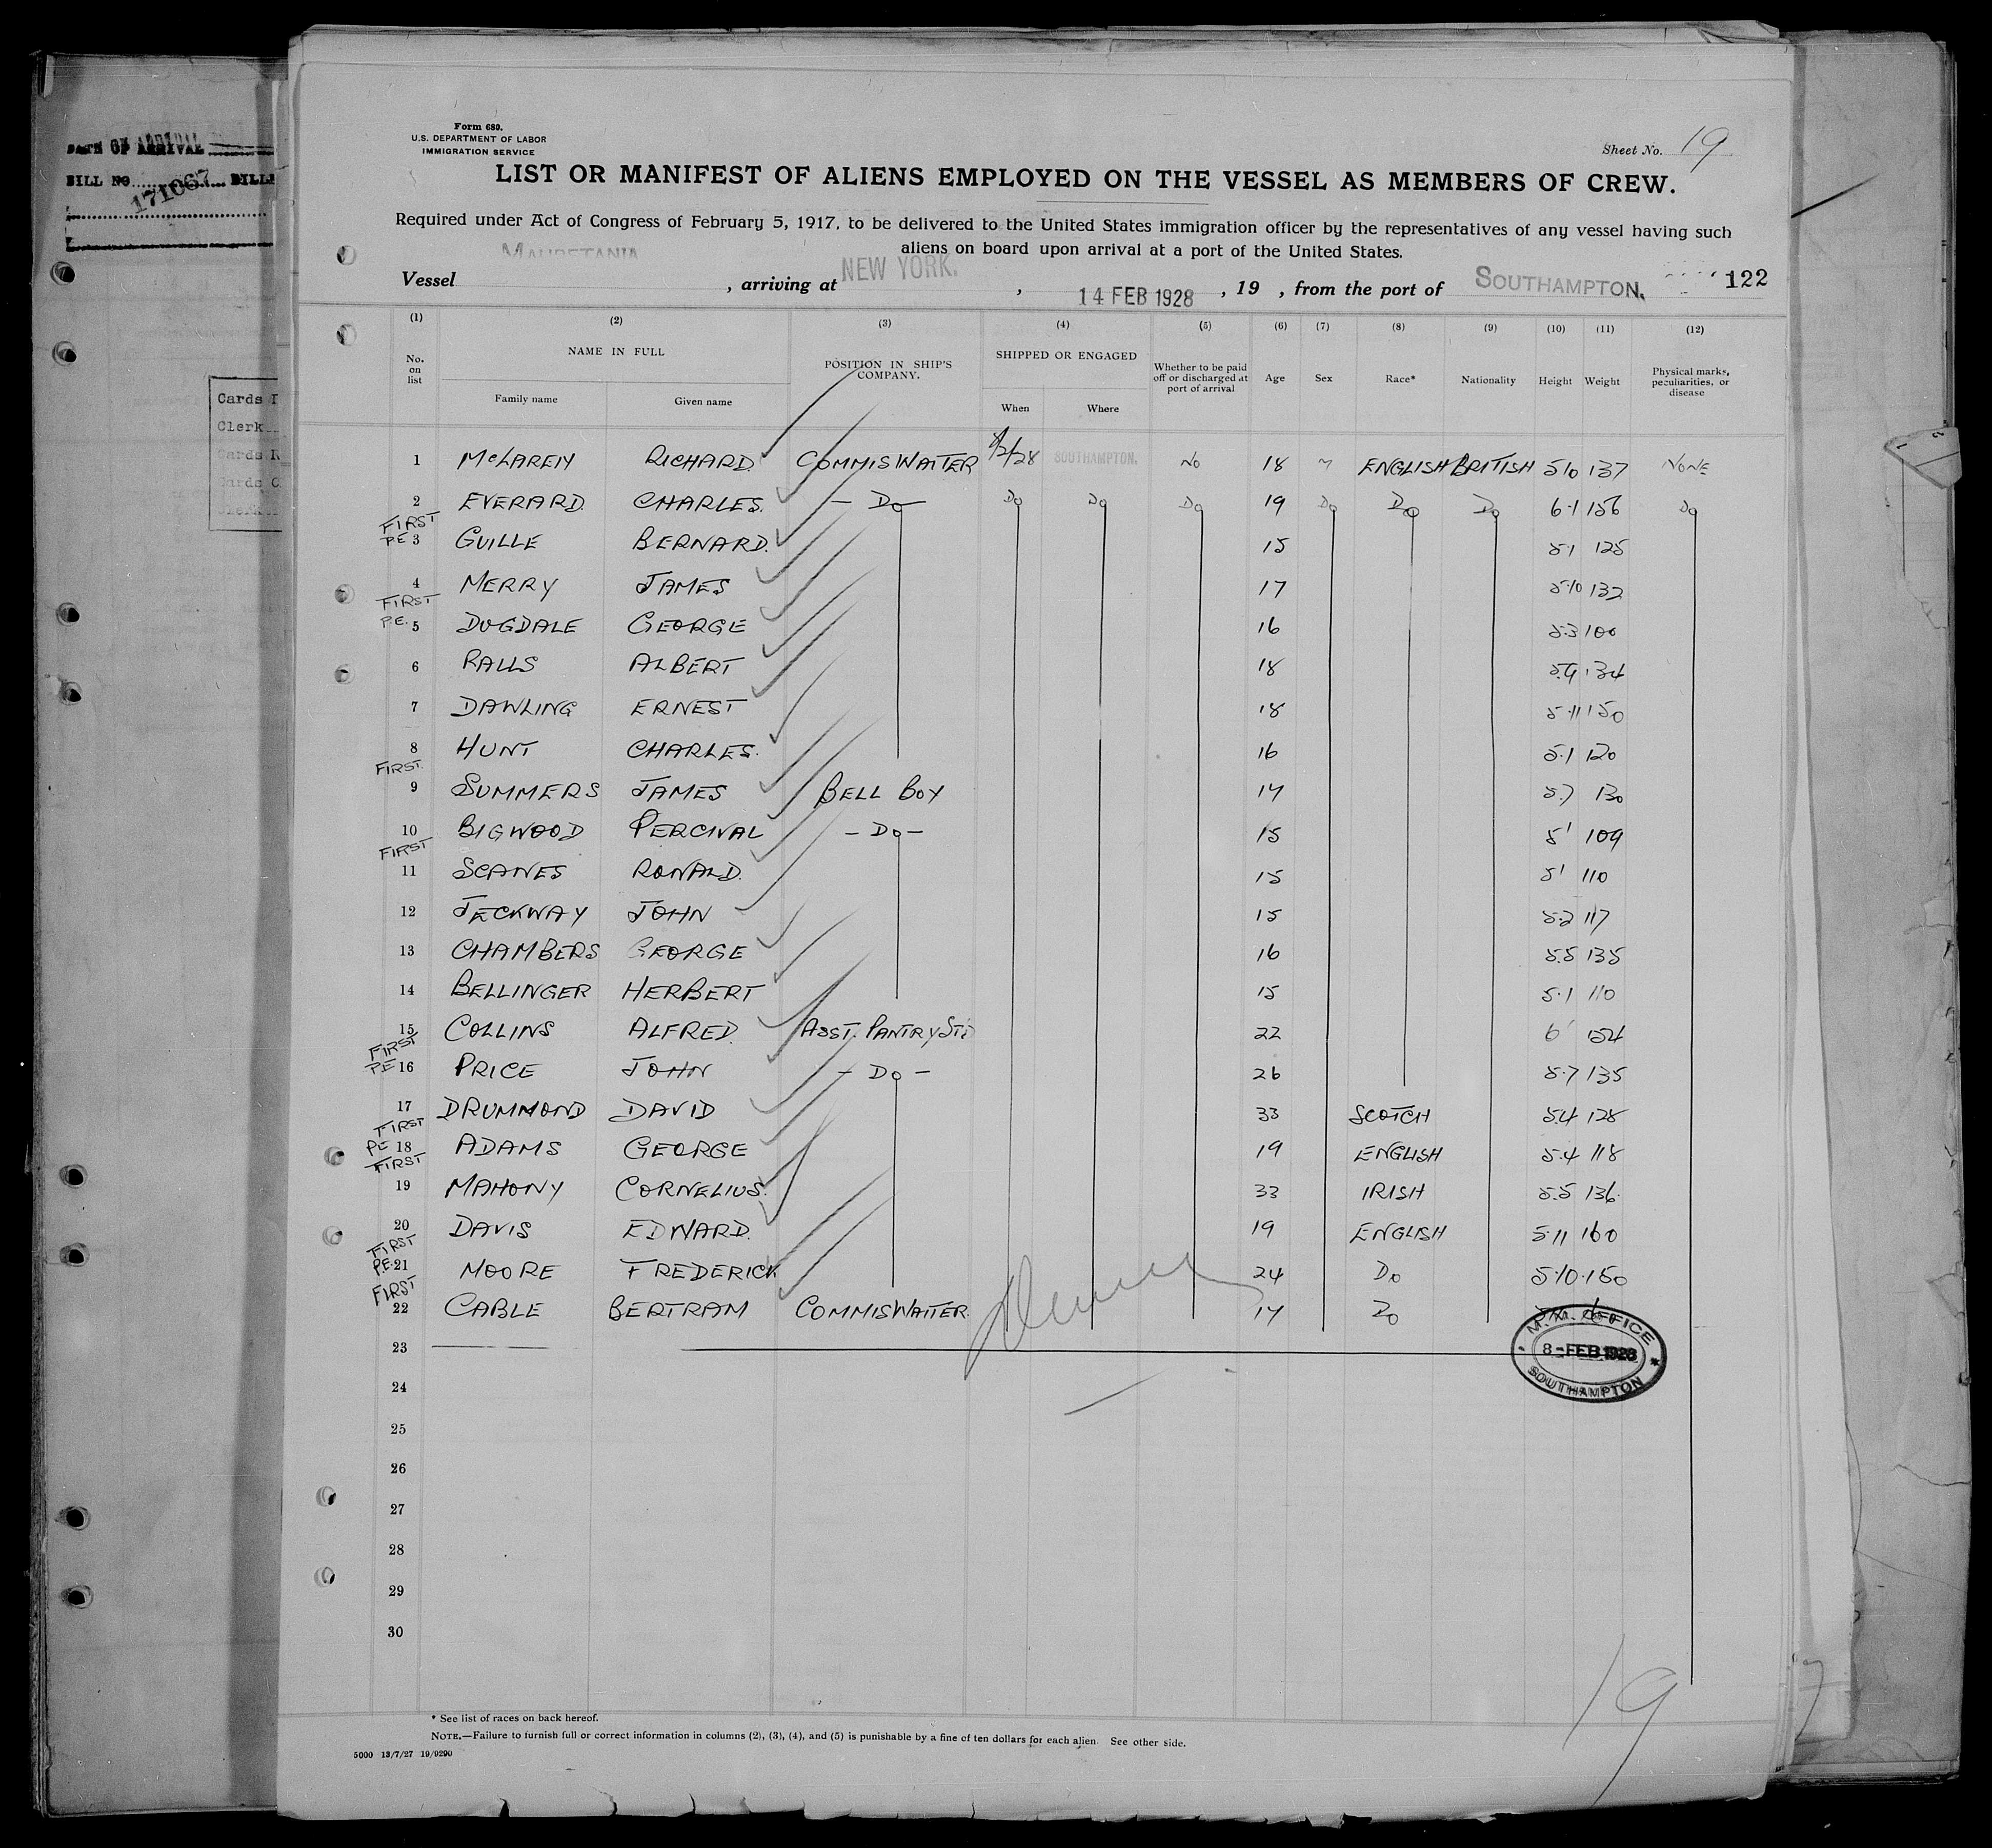 DATE OF ARRIVAL
BILL NO. 171067
Cards
Clerk
Cards
Form 680.
U.S. DEPARTMENT OF LABOR
IMMIGRATION SERVICE
Sheet No. 19
LIST OR MANIFEST OF ALIENS EMPLOYED ON THE VESSEL AS MEMBERS OF CREW.
Required under Act of Congress of February 5, 1917, to be delivered to the United States immigration officer by the representatives of any vessel having such
aliens on board upon arrival at a port of the United States.
Vessel MAURETANIA, arriving at NEW YORK., 14 FEB 1928, 19 , from the port of SOUTHAMPTON. 122
(1) (2) (3) (4) (5) (6) (7) (8) (9) (10) (11) (12)
No. on list NAME IN FULL POSITION IN SHIP'S COMPANY. SHIPPED OR ENGAGED Whether to be paid off or discharged at port of arrival Age Sex Race* Nationality Height Weight Physical marks, peculiarities, or disease
Family name Given name When Where
1 McLAREN RICHARD. COMMIS WAITER 8/2/28 SOUTHAMPTON. NO 18 M ENGLISH BRITISH 5.10 137 NONE
2 EVERARD. CHARLES. - Do - Do Do Do 19 Do Do Do 6.1 156 Do
FIRST
PE 3 GUILLE BERNARD. 15 5.1 125
4 MERRY JAMES 17 5.10 132
FIRST
PE. 5 DUGDALE GEORGE 16 5.3 100
6 RALLS ALBERT 18 5.9 134
7 DAWLING ERNEST 18 5.11 150
8 HUNT CHARLES. 16 5.1 120
FIRST.
9 SUMMERS JAMES BELL BOY 17 5.7 130
10 BIGWOOD PERCIVAL - Do - 15 5' 109
FIRST
11 SCANES RONALD. 15 5' 110
12 JECKWAY JOHN 15 5.2 117
13 CHAMBERS GEORGE 16 5.5 135
14 BELLINGER HERBERT 15 5.1 110
15 COLLINS ALFRED. ASST. PANTRY STD 22 6' 154
FIRST
PE 16 PRICE JOHN - Do - 26 5.7 135
17 DRUMMOND DAVID 33 SCOTCH 5.4 128
FIRST
PE 18 ADAMS GEORGE 19 ENGLISH 5.4 118
FIRST
19 MAHONY CORNELIUS. 33 IRISH 5.5 136.
20 DAVIS EDWARD. 19 ENGLISH 5.11 160
FIRST
P.E. 21 MOORE FREDERICK 24 Do 5.10 150
FIRST
22 CABLE BERTRAM COMMIS WAITER. 17 Do
M.M. OFFICE
8-FEB 1928
SOUTHAMPTON
23
24
25
26
27
28
29
30
19
* See list of races on back hereof.
NOTE.—Failure to furnish full or correct information in columns (2), (3), (4), and (5) is punishable by a fine of ten dollars for each alien. See other side.
5000 13/7/27 19/9290